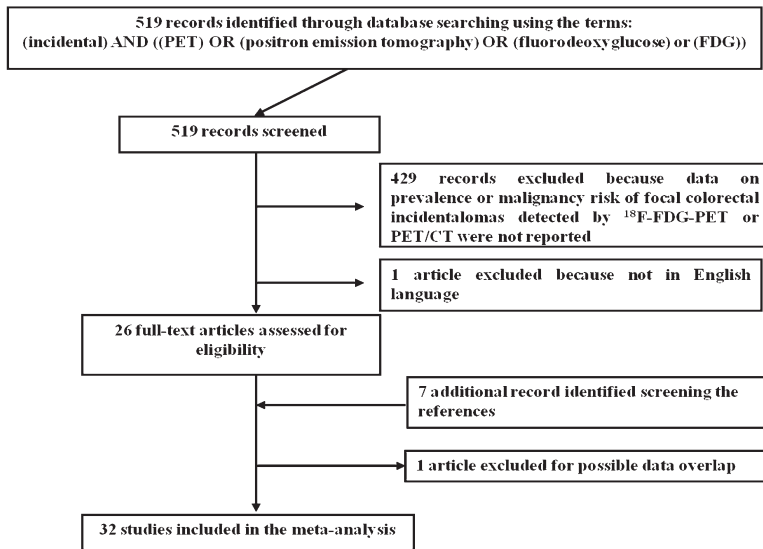 519 records identified through database searching using the terms:
(incidental) AND ((PET) OR (positron emission tomography) OR (fluorodeoxyglucose) or (FDG))
519 records screened
429 records excluded because data on
prevalence or malignancy risk of focal colorectal
incidentalomas detected by ¹⁸F-FDG-PET or
PET/CT were not reported
1 article excluded because not in English
language
26 full-text articles assessed for
eligibility
7 additional record identified screening the
references
1 article excluded for possible data overlap
32 studies included in the meta-analysis